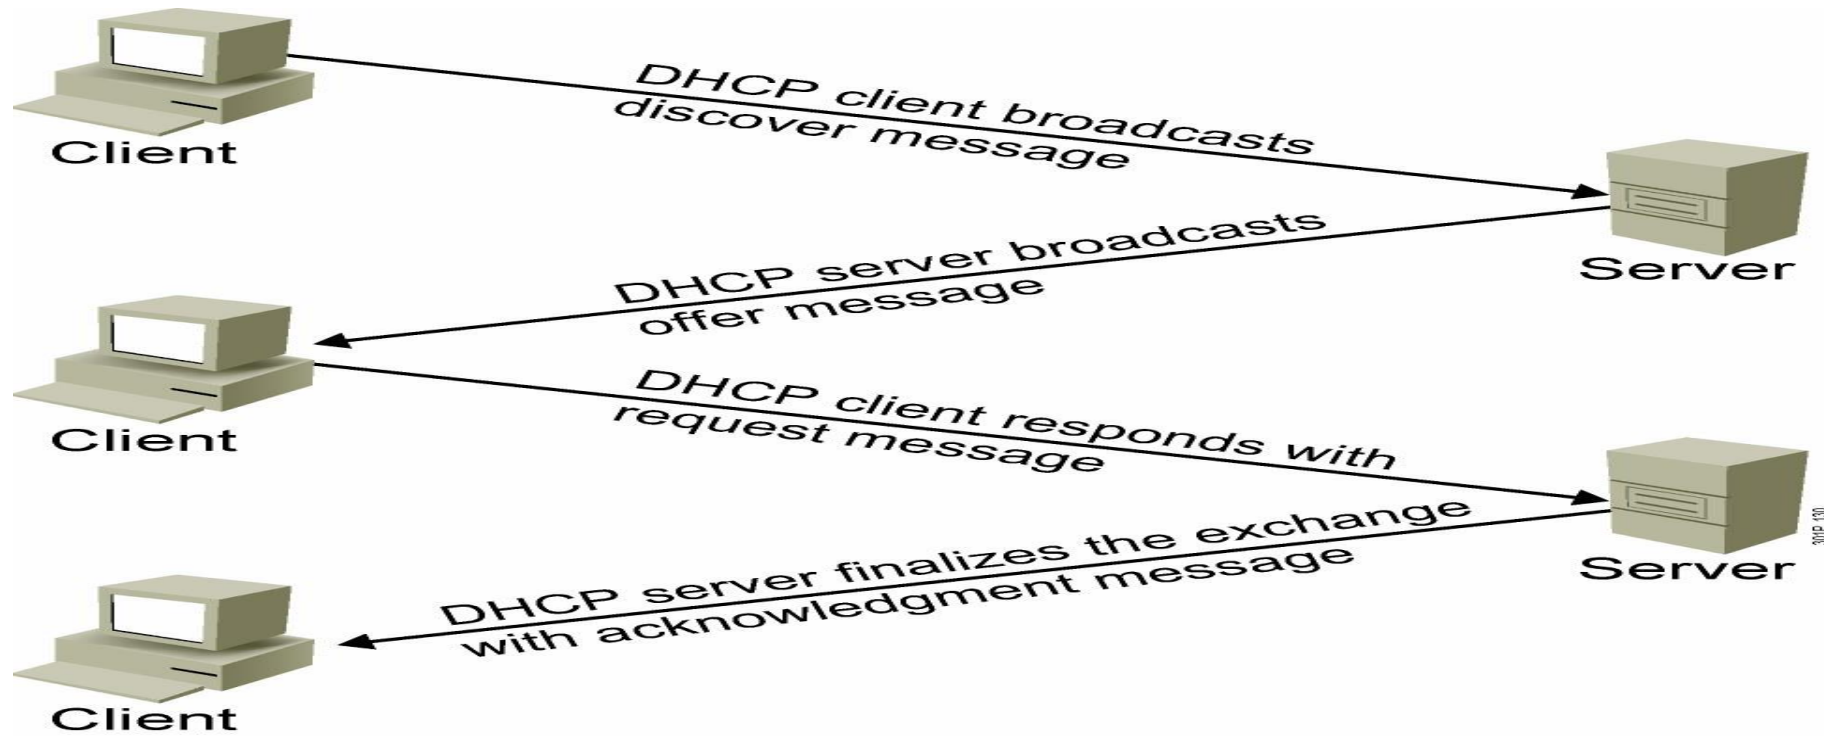 DHCP client broadcasts
discover message
Client
Server
DHCP server broadcasts
offer message
Client
DHCP client responds with
request message
Server
DHCP server finalizes the exchange
with acknowledgment message
Client
301P_130